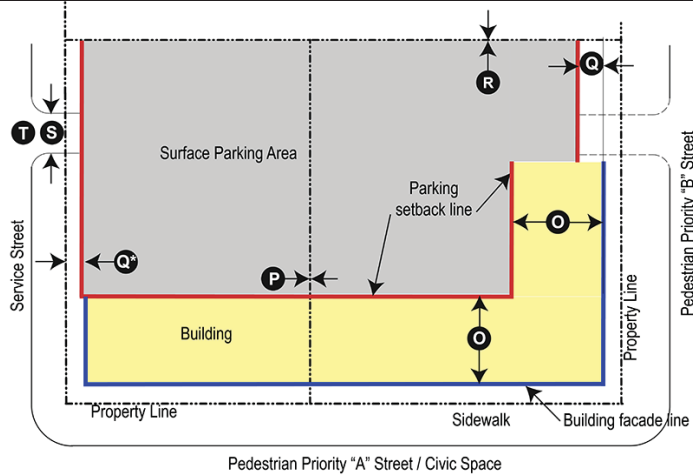 Q
R
T S
Surface Parking Area
Parking
setback line
O
Q*
P
Service Street
Pedestrian Priority "B" Street
Property Line
Building
O
Property Line
Sidewalk
Building facade line
Pedestrian Priority "A" Street / Civic Space